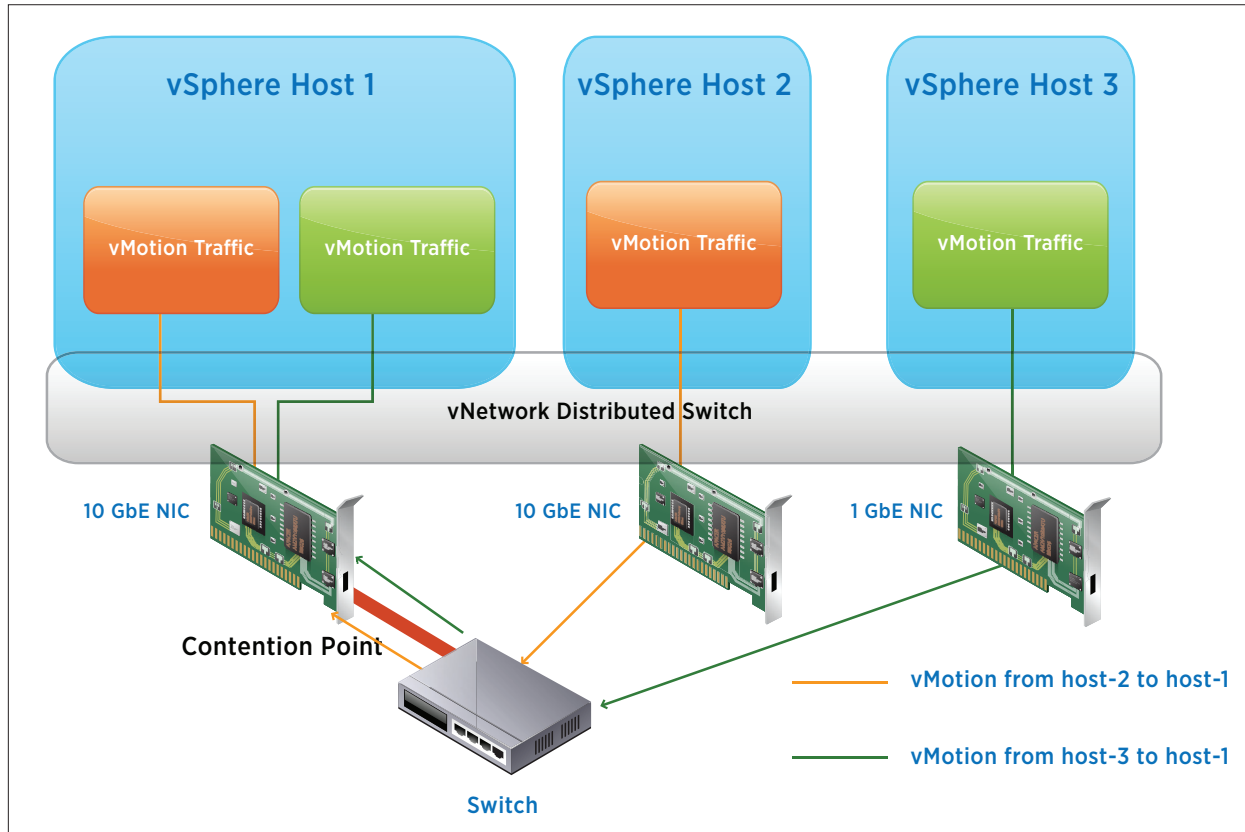 vSphere Host 1
vSphere Host 2
vSphere Host 3
vMotion Traffic
vMotion Traffic
vMotion Traffic
vMotion Traffic
vNetwork Distributed Switch
10 GbE NIC
10 GbE NIC
1 GbE NIC
Contention Point
vMotion from host-2 to host-1
vMotion from host-3 to host-1
Switch